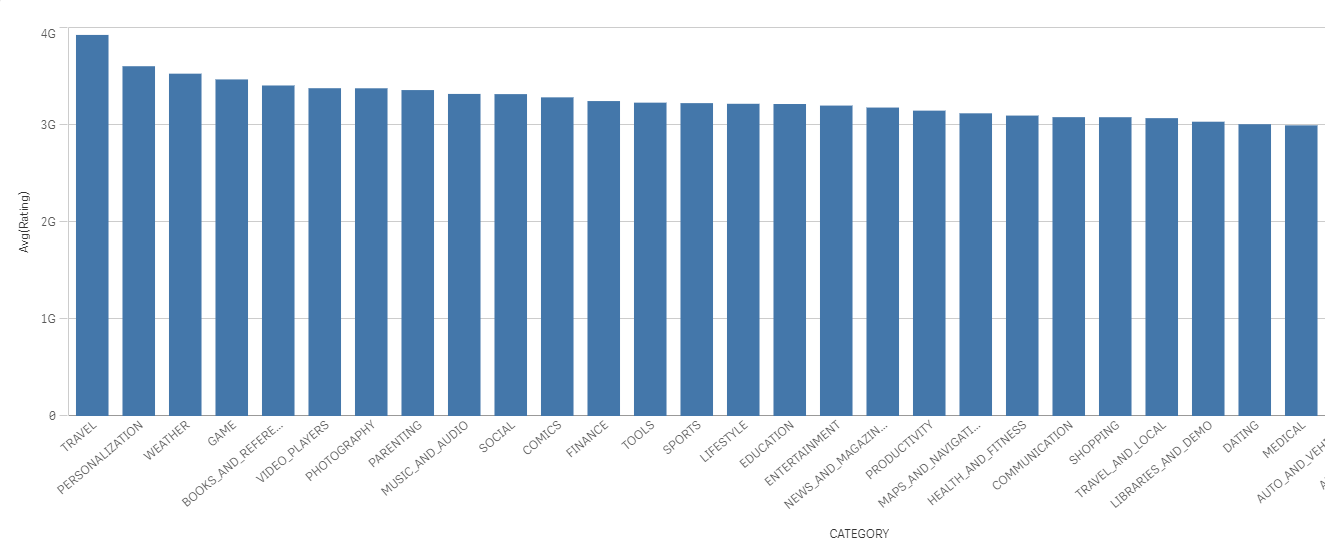 4G
3G
2G
1G
0
Avg(Rating)
TRAVEL
PERSONALIZATION
WEATHER
GAME
BOOKS_AND_REFERE...
VIDEO_PLAYERS
PHOTOGRAPHY
PARENTING
MUSIC_AND_AUDIO
SOCIAL
COMICS
FINANCE
TOOLS
SPORTS
LIFESTYLE
EDUCATION
ENTERTAINMENT
NEWS_AND_MAGAZIN...
PRODUCTIVITY
MAPS_AND_NAVIGATI...
HEALTH_AND_FITNESS
COMMUNICATION
SHOPPING
TRAVEL_AND_LOCAL
LIBRARIES_AND_DEMO
DATING
MEDICAL
AUTO_AND_VEH
CATEGORY